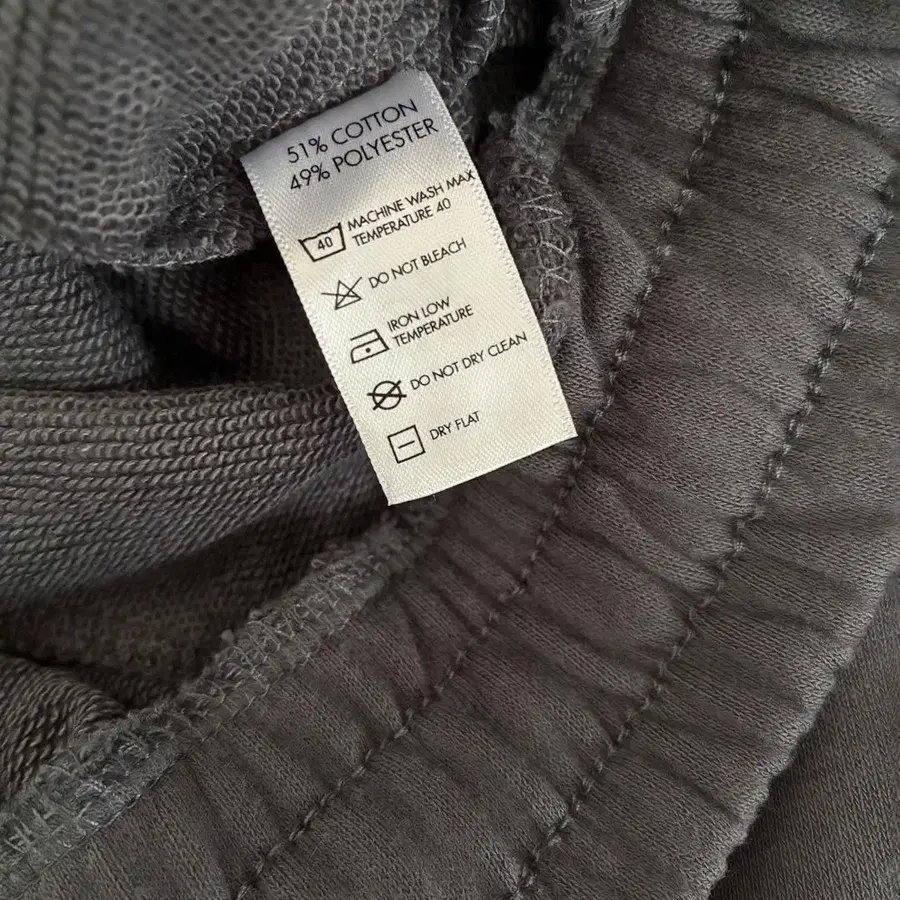 51% COTTON
49% POLYESTER
40
MACHINE WASH MAX
TEMPERATURE 40
DO NOT BLEACH
IRON LOW
TEMPERATURE
DO NOT DRY CLEAN
DRY FLAT